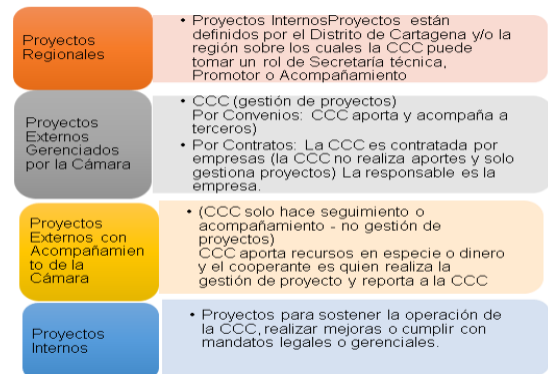 Proyectos
Regionales
• Proyectos InternosProyectos están
definidos por el Distrito de Cartagena y/o la
región sobre los cuales la CCC puede
tomar un rol de Secretaría técnica,
Promotor o Acompañamiento
Proyectos
Externos
Gerenciados
por la Cámara
• CCC (gestión de proyectos)
Por Convenios: CCC aporta y acompaña a
terceros)
• Por Contratos: La CCC es contratada por
empresas (la CCC no realiza aportes y solo
gestiona proyectos) La responsable es la
empresa.
Proyectos
Externos con
Acompañamien
to de la
Cámara
• (CCC solo hace seguimiento o
acompañamiento - no gestión de
proyectos)
CCC aporta recursos en especie o dinero
y el cooperante es quien realiza la
gestión de proyecto y reporta a la CCC
Proyectos
Internos
• Proyectos para sostener la operación de
la CCC, realizar mejoras o cumplir con
mandatos legales o gerenciales.